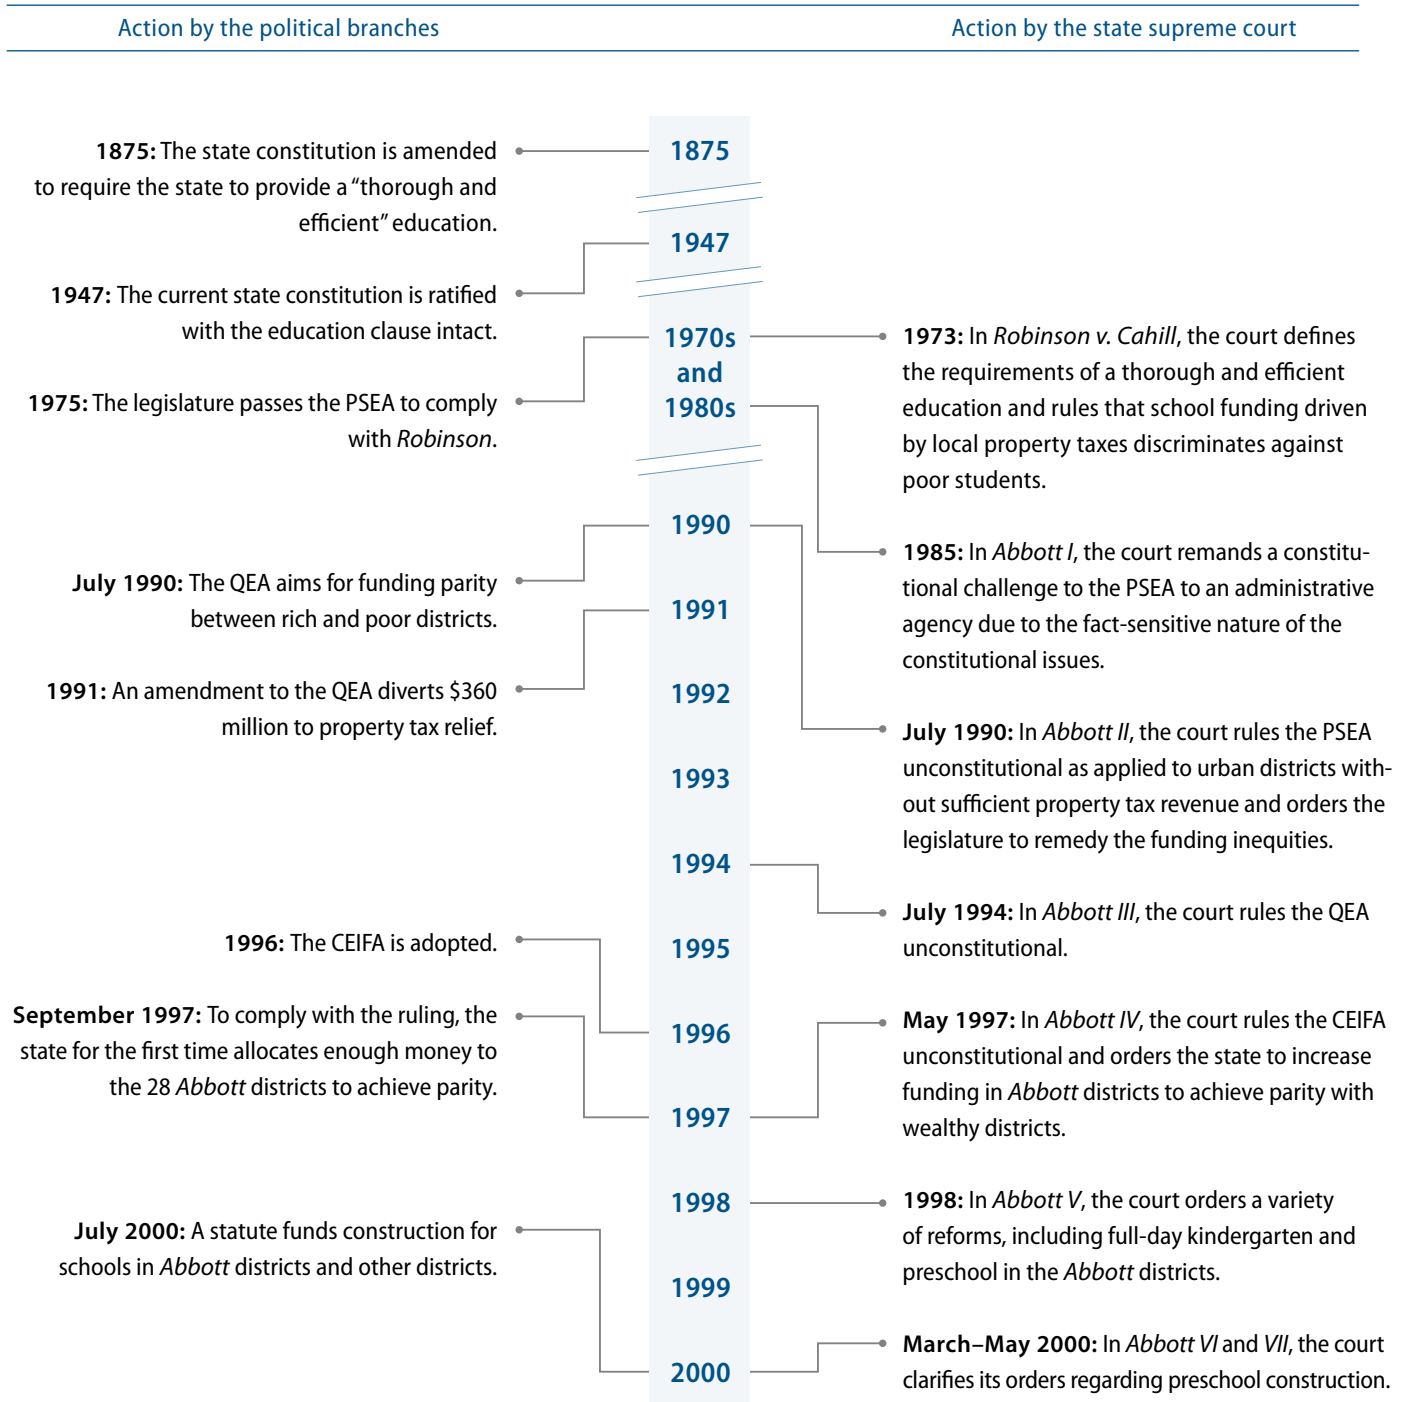 Action by the political branches
Action by the state supreme court
1875: The state constitution is amended
to require the state to provide a “thorough and
efficient” education.
1947: The current state constitution is ratified
with the education clause intact.
1975: The legislature passes the PSEA to comply
with Robinson.
July 1990: The QEA aims for funding parity
between rich and poor districts.
1991: An amendment to the QEA diverts $360
million to property tax relief.
1996: The CEIFA is adopted.
September 1997: To comply with the ruling, the
state for the first time allocates enough money to
the 28 Abbott districts to achieve parity.
July 2000: A statute funds construction for
schools in Abbott districts and other districts.
1875
1947
1970s
and
1980s
1990
1991
1992
1993
1994
1995
1996
1997
1998
1999
2000
1973: In Robinson v. Cahill, the court defines
the requirements of a thorough and efficient
education and rules that school funding driven
by local property taxes discriminates against
poor students.
1985: In Abbott I, the court remands a constitu-
tional challenge to the PSEA to an administrative
agency due to the fact-sensitive nature of the
constitutional issues.
July 1990: In Abbott II, the court rules the PSEA
unconstitutional as applied to urban districts with-
out sufficient property tax revenue and orders the
legislature to remedy the funding inequities.
July 1994: In Abbott III, the court rules the QEA
unconstitutional.
May 1997: In Abbott IV, the court rules the CEIFA
unconstitutional and orders the state to increase
funding in Abbott districts to achieve parity with
wealthy districts.
1998: In Abbott V, the court orders a variety
of reforms, including full-day kindergarten and
preschool in the Abbott districts.
March–May 2000: In Abbott VI and VII, the court
clarifies its orders regarding preschool construction.